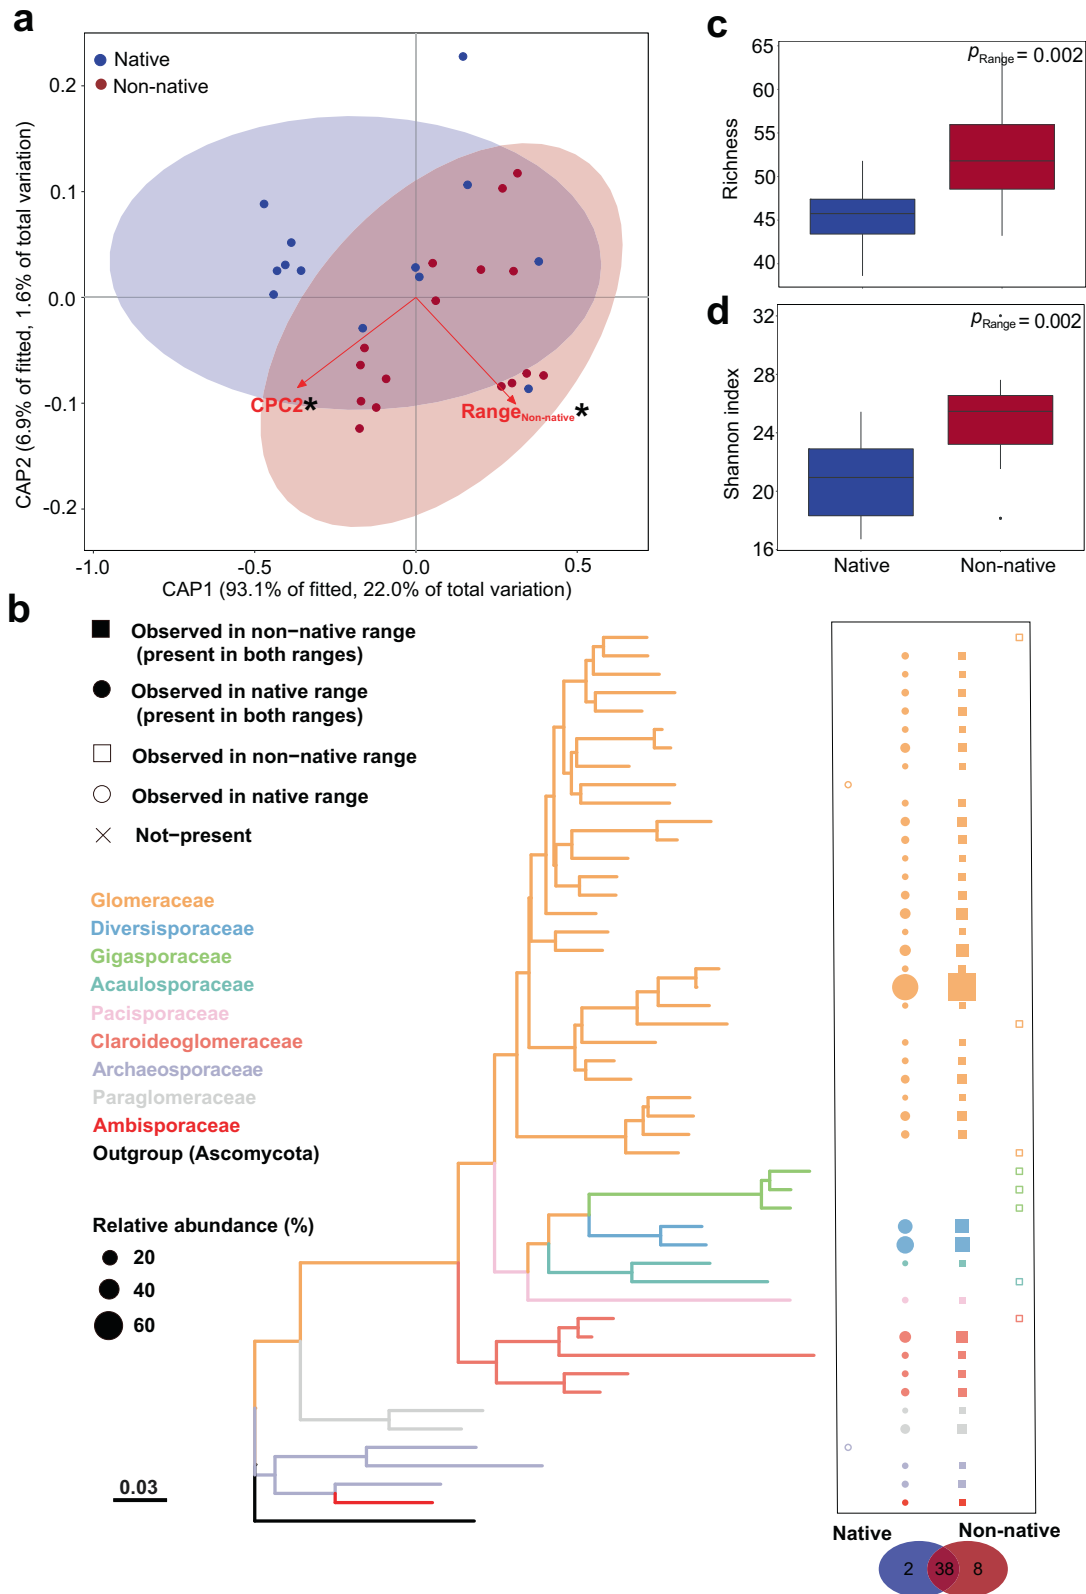 a
Native
Non-native
0.2
0.1
0.0
-0.1
-0.2
CAP2 (6.9% of fitted, 1.6% of total variation)
CPC2*
RangeNon-native*
-1.0
-0.5
0.0
0.5
CAP1 (93.1% of fitted, 22.0% of total variation)
c
pRange = 0.002
65
60
55
50
45
40
Richness
d
pRange = 0.002
32
28
24
20
16
Shannon index
Native
Non-native
b
Observed in non−native range
(present in both ranges)
Observed in native range
(present in both ranges)
Observed in non−native range
Observed in native range
Not−present
Glomeraceae
Diversisporaceae
Gigasporaceae
Acaulosporaceae
Pacisporaceae
Claroideoglomeraceae
Archaeosporaceae
Paraglomeraceae
Ambisporaceae
Outgroup (Ascomycota)
Relative abundance (%)
20
40
60
0.03
Native
Non-native
2
38
8